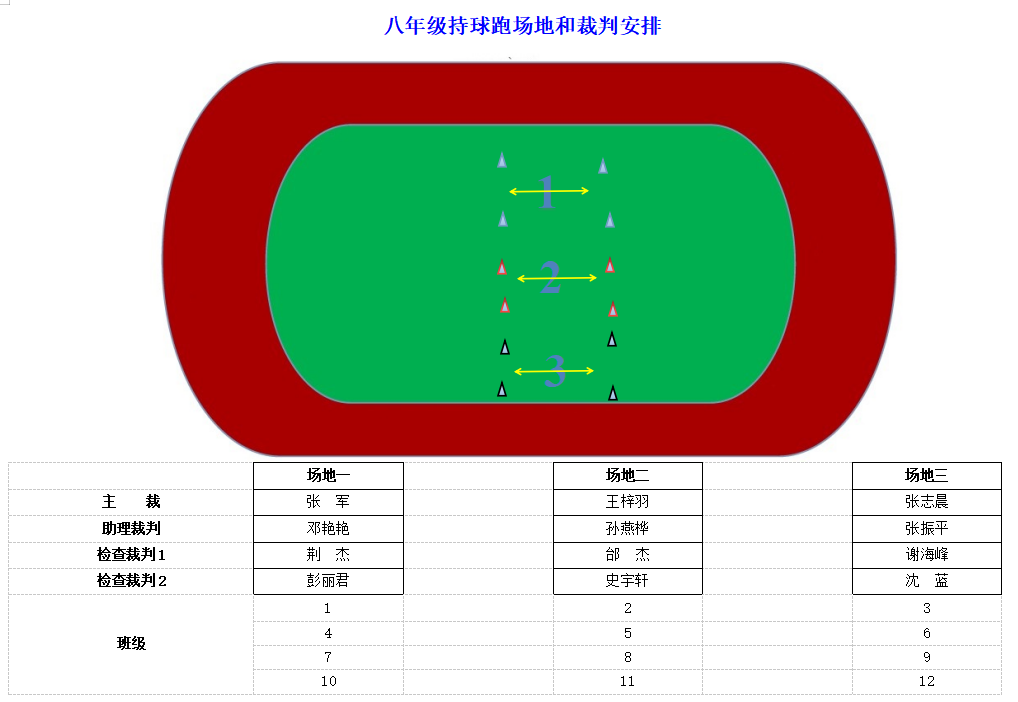 八年级持球跑场地和裁判安排
1
2
3
场地一 场地二 场地三
主 裁 张 军 王梓羽 张志晨
助理裁判 邓艳艳 孙燕桦 张振平
检查裁判1 荆 杰 邰 杰 谢海峰
检查裁判2 彭丽君 史宇轩 沈 蓝
班级
1 2 3
4 5 6
7 8 9
10 11 12